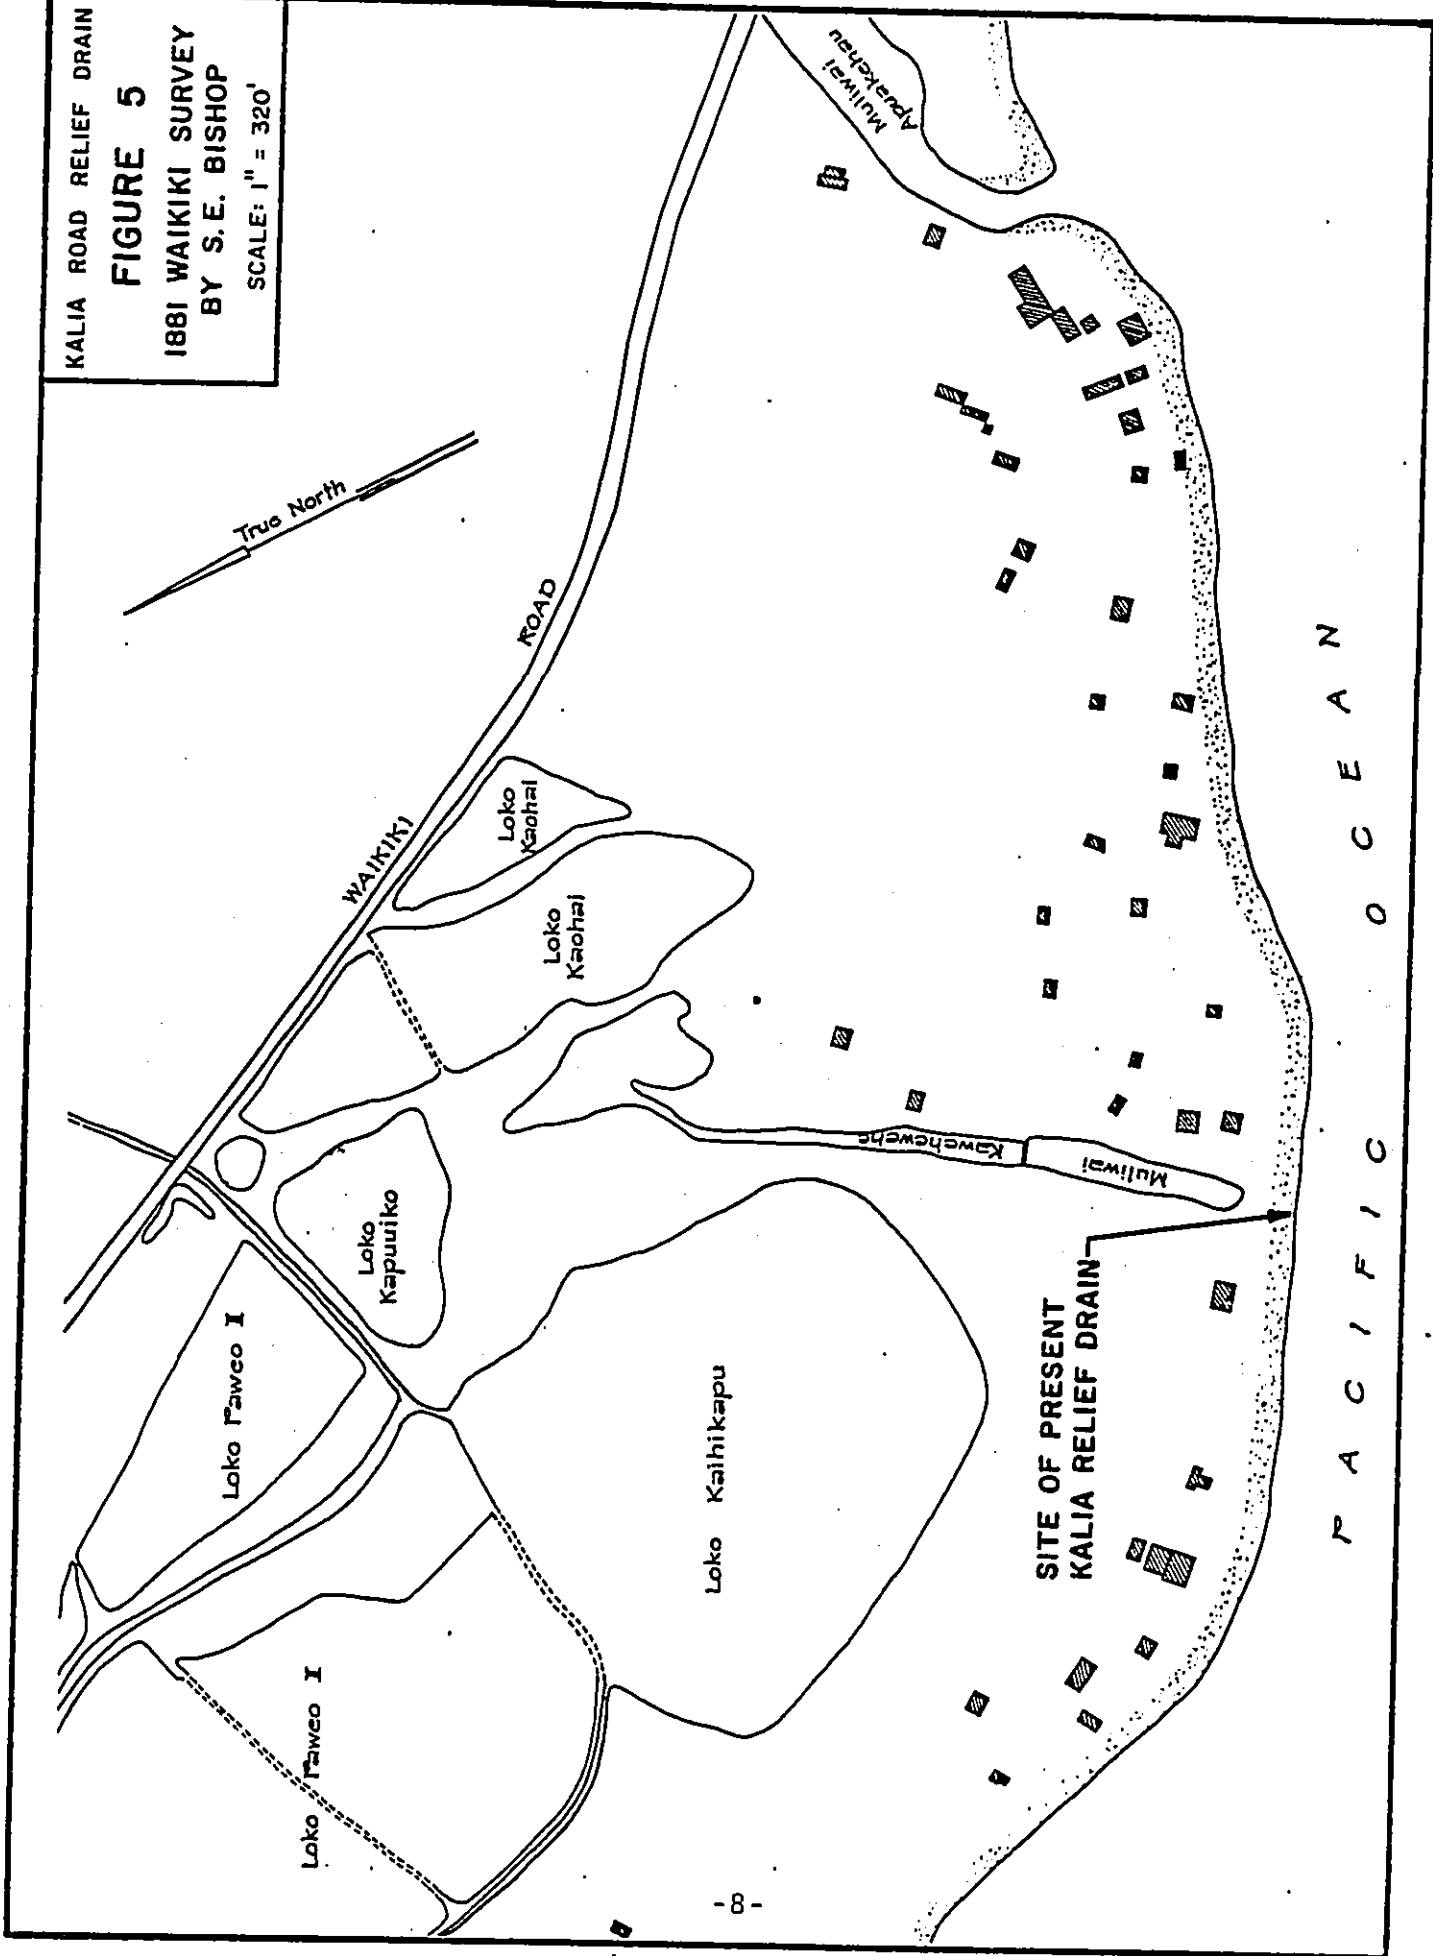 KALIA ROAD RELIEF DRAIN
FIGURE 5
1881 WAIKIKI SURVEY
BY S.E. BISHOP
SCALE: 1" = 320'
True North
Muliwai
Apuakehau
WAIKIKI ROAD
Loko
Kaohai
Loko
Kaohai
Loko
Kapuuiko
Loko Paweo I
Loko Paweo I
Loko Kaihikapu
Kawehewehe
Muliwai
SITE OF PRESENT
KALIA RELIEF DRAIN
PACIFIC OCEAN
-8-